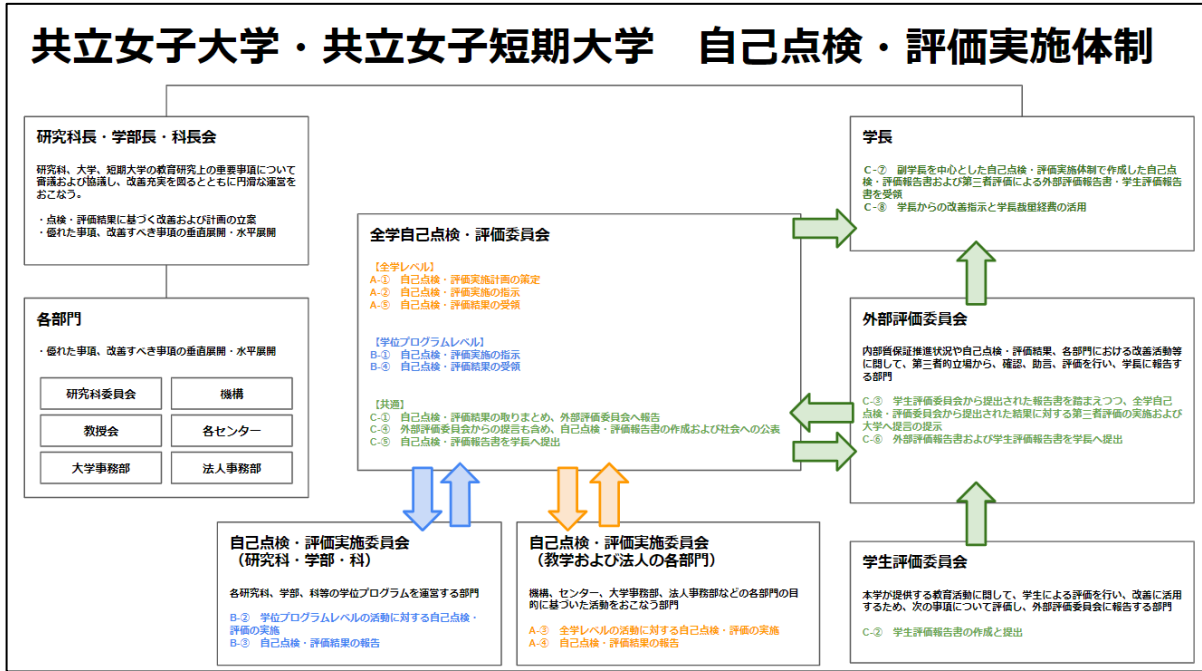 共立女子大学・共立女子短期大学　自己点検・評価実施体制
研究科長・学部長・科長会
研究科、大学、短期大学の教育研究上の重要事項について
審議および協議し、改善充実を図るとともに円滑な運営を
おこなう。
・点検・評価結果に基づく改善および計画の立案
・優れた事項、改善すべき事項の垂直展開・水平展開
各部門
・優れた事項、改善すべき事項の垂直展開・水平展開
研究科委員会
機構
教授会
各センター
大学事務部
法人事務部
全学自己点検・評価委員会
【全学レベル】
A-①　自己点検・評価実施計画の策定
A-②　自己点検・評価実施の指示
A-⑤　自己点検・評価結果の受領
【学位プログラムレベル】
B-①　自己点検・評価実施の指示
B-④　自己点検・評価結果の受領
【共通】
C-①　自己点検・評価結果の取りまとめ、外部評価委員会へ報告
C-④　外部評価委員会からの提言も含め、自己点検・評価報告書の作成および社会への公表
C-⑤　自己点検・評価報告書を学長へ提出
学長
C-⑦　副学長を中心とした自己点検・評価実施体制で作成した自己点
検・評価報告書および第三者評価による外部評価報告書・学生評価報告
書を受領
C-⑧　学長からの改善指示と学長裁量経費の活用
外部評価委員会
内部質保証推進状況や自己点検・評価結果、各部門における改善活動等
に関して、第三者的立場から、確認、助言、評価を行い、学長に報告す
る部門
C-③　学生評価委員会から提出された報告書を踏まえつつ、全学自己
点検・評価委員会から提出された結果に対する第三者評価の実施および
大学へ提言の提示
C-⑥　外部評価報告書および学生評価報告書を学長へ提出
自己点検・評価実施委員会
（研究科・学部・科）
各研究科、学部、科等の学位プログラムを運営する部門
B-②　学位プログラムレベルの活動に対する自己点検・
評価の実施
B-③　自己点検・評価結果の報告
自己点検・評価実施委員会
（教学および法人の各部門）
機構、センター、大学事務部、法人事務部などの各部門の目
的に基づいた活動をおこなう部門
A-③　全学レベルの活動に対する自己点検・評価の実施
A-④　自己点検・評価結果の報告
学生評価委員会
本学が提供する教育活動に関して、学生による評価を行い、改善に活用
するため、次の事項について評価し、外部評価委員会に報告する部門
C-②　学生評価報告書の作成と提出